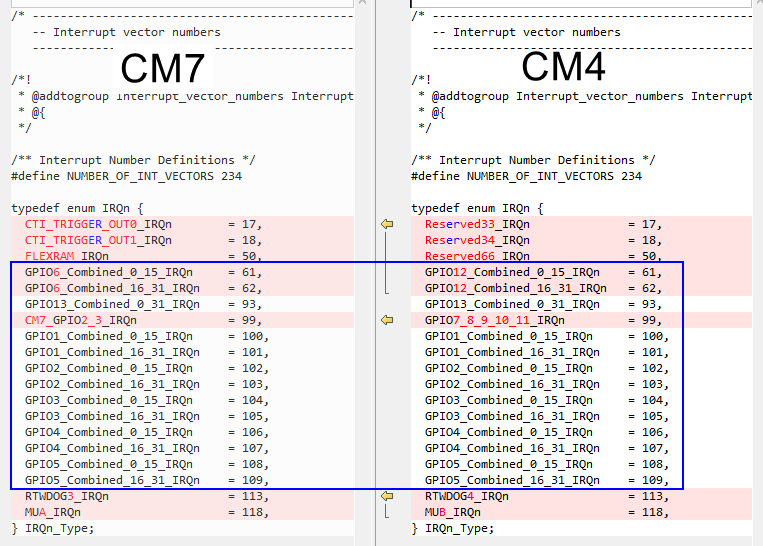 /* ----------------------------------------------
-- Interrupt vector numbers
----------------------------------------------
CM7
/*!
* @addtogroup Interrupt_vector_numbers Interrupt
* @{
*/
/** Interrupt Number Definitions */
#define NUMBER_OF_INT_VECTORS 234
typedef enum IRQn {
CTI_TRIGGER_OUT0_IRQn = 17,
CTI_TRIGGER_OUT1_IRQn = 18,
FLEXRAM_IRQn = 50,
GPIO6_Combined_0_15_IRQn = 61,
GPIO6_Combined_16_31_IRQn = 62,
GPIO13_Combined_0_31_IRQn = 93,
CM7_GPIO2_3_IRQn = 99,
GPIO1_Combined_0_15_IRQn = 100,
GPIO1_Combined_16_31_IRQn = 101,
GPIO2_Combined_0_15_IRQn = 102,
GPIO2_Combined_16_31_IRQn = 103,
GPIO3_Combined_0_15_IRQn = 104,
GPIO3_Combined_16_31_IRQn = 105,
GPIO4_Combined_0_15_IRQn = 106,
GPIO4_Combined_16_31_IRQn = 107,
GPIO5_Combined_0_15_IRQn = 108,
GPIO5_Combined_16_31_IRQn = 109,
RTWDOG3_IRQn = 113,
MUA_IRQn = 118,
} IRQn_Type;
/* ----------------------------------------------
-- Interrupt vector numbers
----------------------------------------------
CM4
/*!
* @addtogroup Interrupt_vector_numbers Interr
* @{
*/
/** Interrupt Number Definitions */
#define NUMBER_OF_INT_VECTORS 234
typedef enum IRQn {
Reserved33_IRQn = 17,
Reserved34_IRQn = 18,
Reserved66_IRQn = 50,
GPIO12_Combined_0_15_IRQn = 61,
GPIO12_Combined_16_31_IRQn = 62,
GPIO13_Combined_0_31_IRQn = 93,
GPIO7_8_9_10_11_IRQn = 99,
GPIO1_Combined_0_15_IRQn = 100,
GPIO1_Combined_16_31_IRQn = 101,
GPIO2_Combined_0_15_IRQn = 102,
GPIO2_Combined_16_31_IRQn = 103,
GPIO3_Combined_0_15_IRQn = 104,
GPIO3_Combined_16_31_IRQn = 105,
GPIO4_Combined_0_15_IRQn = 106,
GPIO4_Combined_16_31_IRQn = 107,
GPIO5_Combined_0_15_IRQn = 108,
GPIO5_Combined_16_31_IRQn = 109,
RTWDOG4_IRQn = 113,
MUB_IRQn = 118,
} IRQn_Type;